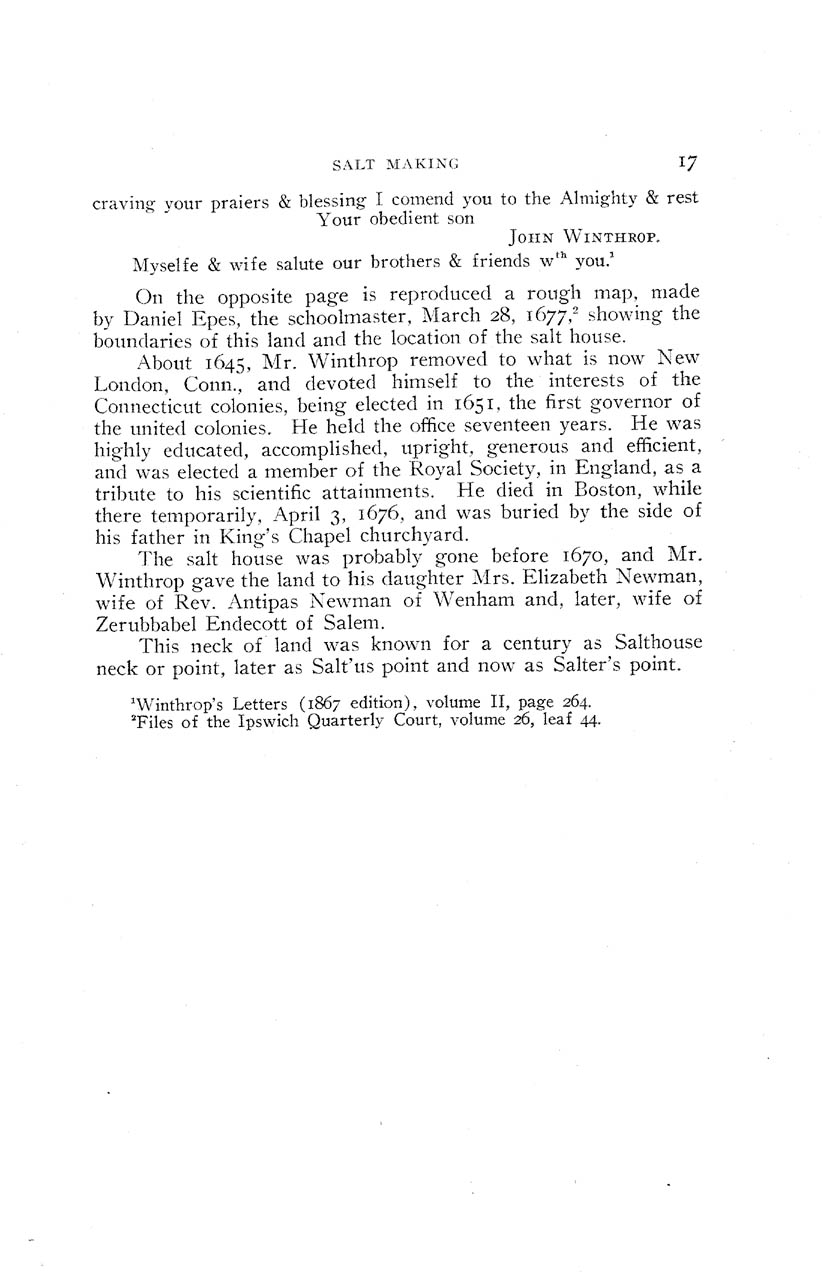 SALT MAKING 17
craving your praiers & blessing I comend you to the Almighty & rest
Your obedient son
JOHN WINTHROP.
Myselfe & wife salute our brothers & friends wᵗʰ you.¹
On the opposite page is reproduced a rough map, made
by Daniel Epes, the schoolmaster, March 28, 1677,² showing the
boundaries of this land and the location of the salt house.
About 1645, Mr. Winthrop removed to what is now New
London, Conn., and devoted himself to the interests of the
Connecticut colonies, being elected in 1651, the first governor of
the united colonies. He held the office seventeen years. He was
highly educated, accomplished, upright, generous and efficient,
and was elected a member of the Royal Society, in England, as a
tribute to his scientific attainments. He died in Boston, while
there temporarily, April 3, 1676, and was buried by the side of
his father in King's Chapel churchyard.
The salt house was probably gone before 1670, and Mr.
Winthrop gave the land to his daughter Mrs. Elizabeth Newman,
wife of Rev. Antipas Newman of Wenham and, later, wife of
Zerubbabel Endecott of Salem.
This neck of land was known for a century as Salthouse
neck or point, later as Salt'us point and now as Salter's point.
¹Winthrop's Letters (1867 edition), volume II, page 264.
²Files of the Ipswich Quarterly Court, volume 26, leaf 44.